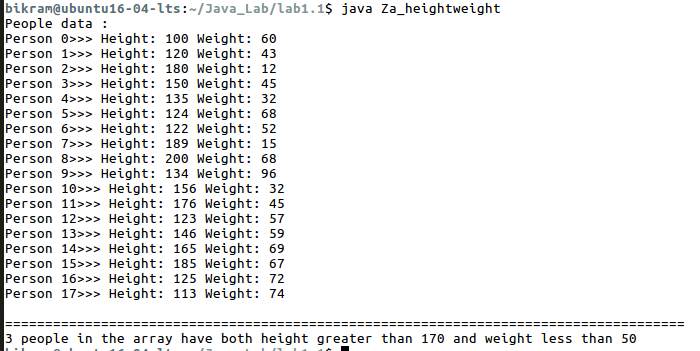 bikram@ubuntu16-04-lts:~/Java_Lab/lab1.1$ java Za_heightweight
People data :
Person 0>>> Height: 100 Weight: 60
Person 1>>> Height: 120 Weight: 43
Person 2>>> Height: 180 Weight: 12
Person 3>>> Height: 150 Weight: 45
Person 4>>> Height: 135 Weight: 32
Person 5>>> Height: 124 Weight: 68
Person 6>>> Height: 122 Weight: 52
Person 7>>> Height: 189 Weight: 15
Person 8>>> Height: 200 Weight: 68
Person 9>>> Height: 134 Weight: 96
Person 10>>> Height: 156 Weight: 32
Person 11>>> Height: 176 Weight: 45
Person 12>>> Height: 123 Weight: 57
Person 13>>> Height: 146 Weight: 59
Person 14>>> Height: 165 Weight: 69
Person 15>>> Height: 185 Weight: 67
Person 16>>> Height: 125 Weight: 72
Person 17>>> Height: 113 Weight: 74
=====================================================================================
3 people in the array have both height greater than 170 and weight less than 50
bikram@ubuntu16-04-lts:~/Java_Lab/lab1.1$